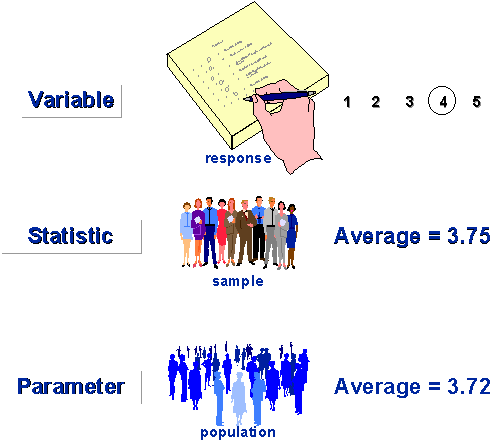 Variable
response
1 2 3 4 5
Statistic
sample
Average = 3.75
Parameter
population
Average = 3.72